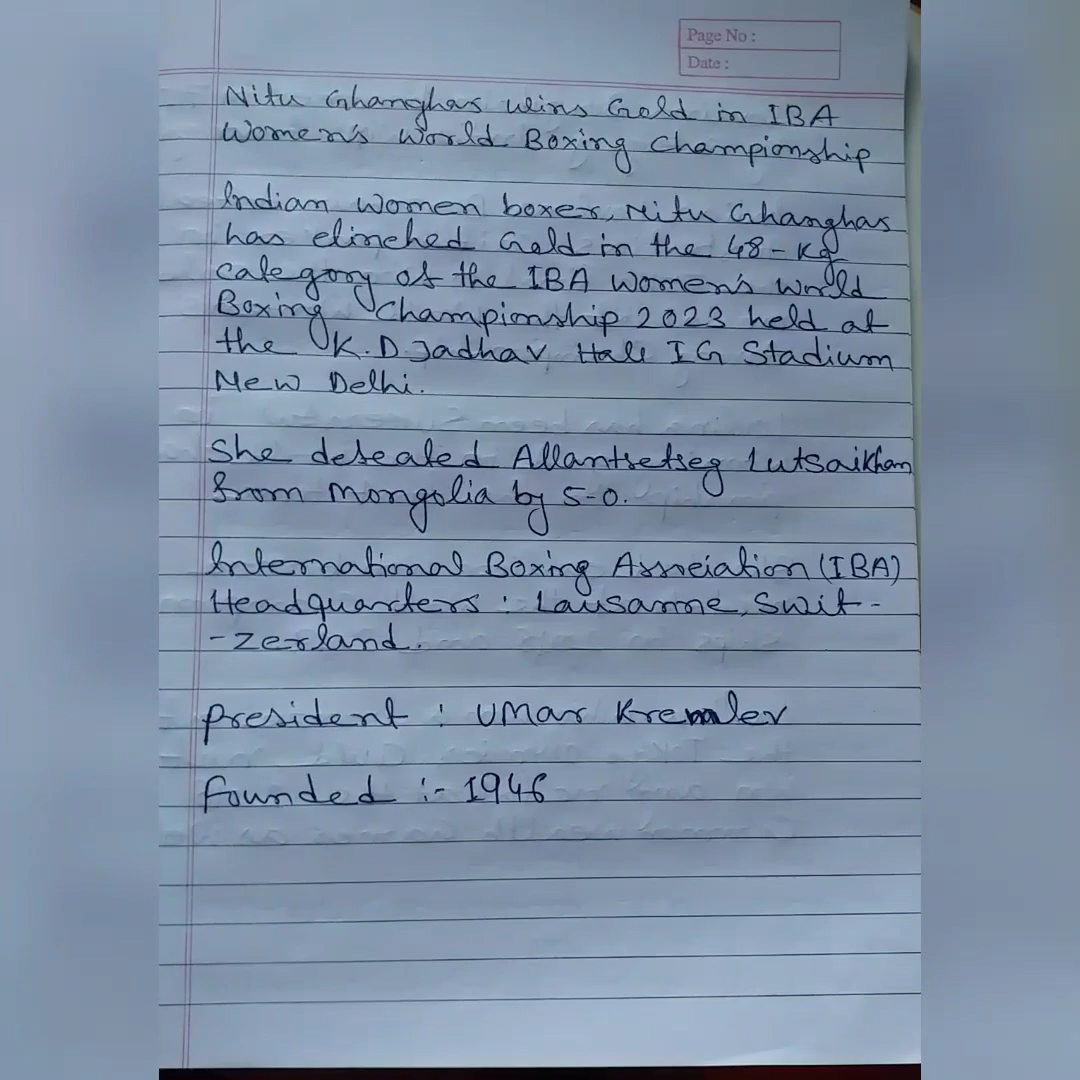 Page No :
Date :
Nitu Ghanghas wins Gold in IBA
Women's World Boxing Championship
Indian Women boxer, Nitu Ghanghas
has clinched Gold in the 48-Kg
category of the IBA Women's World
Boxing Championship 2023 held at
the K.D Jadhav Hall IG Stadium
New Delhi.
She defeated Allantsetseg Lutsaikhan
from Mongolia by 5-0.
International Boxing Association (IBA)
Headquarters : Lausanne, Swit-
-zerland.
President : UMar Kremlev
Founded :- 1946